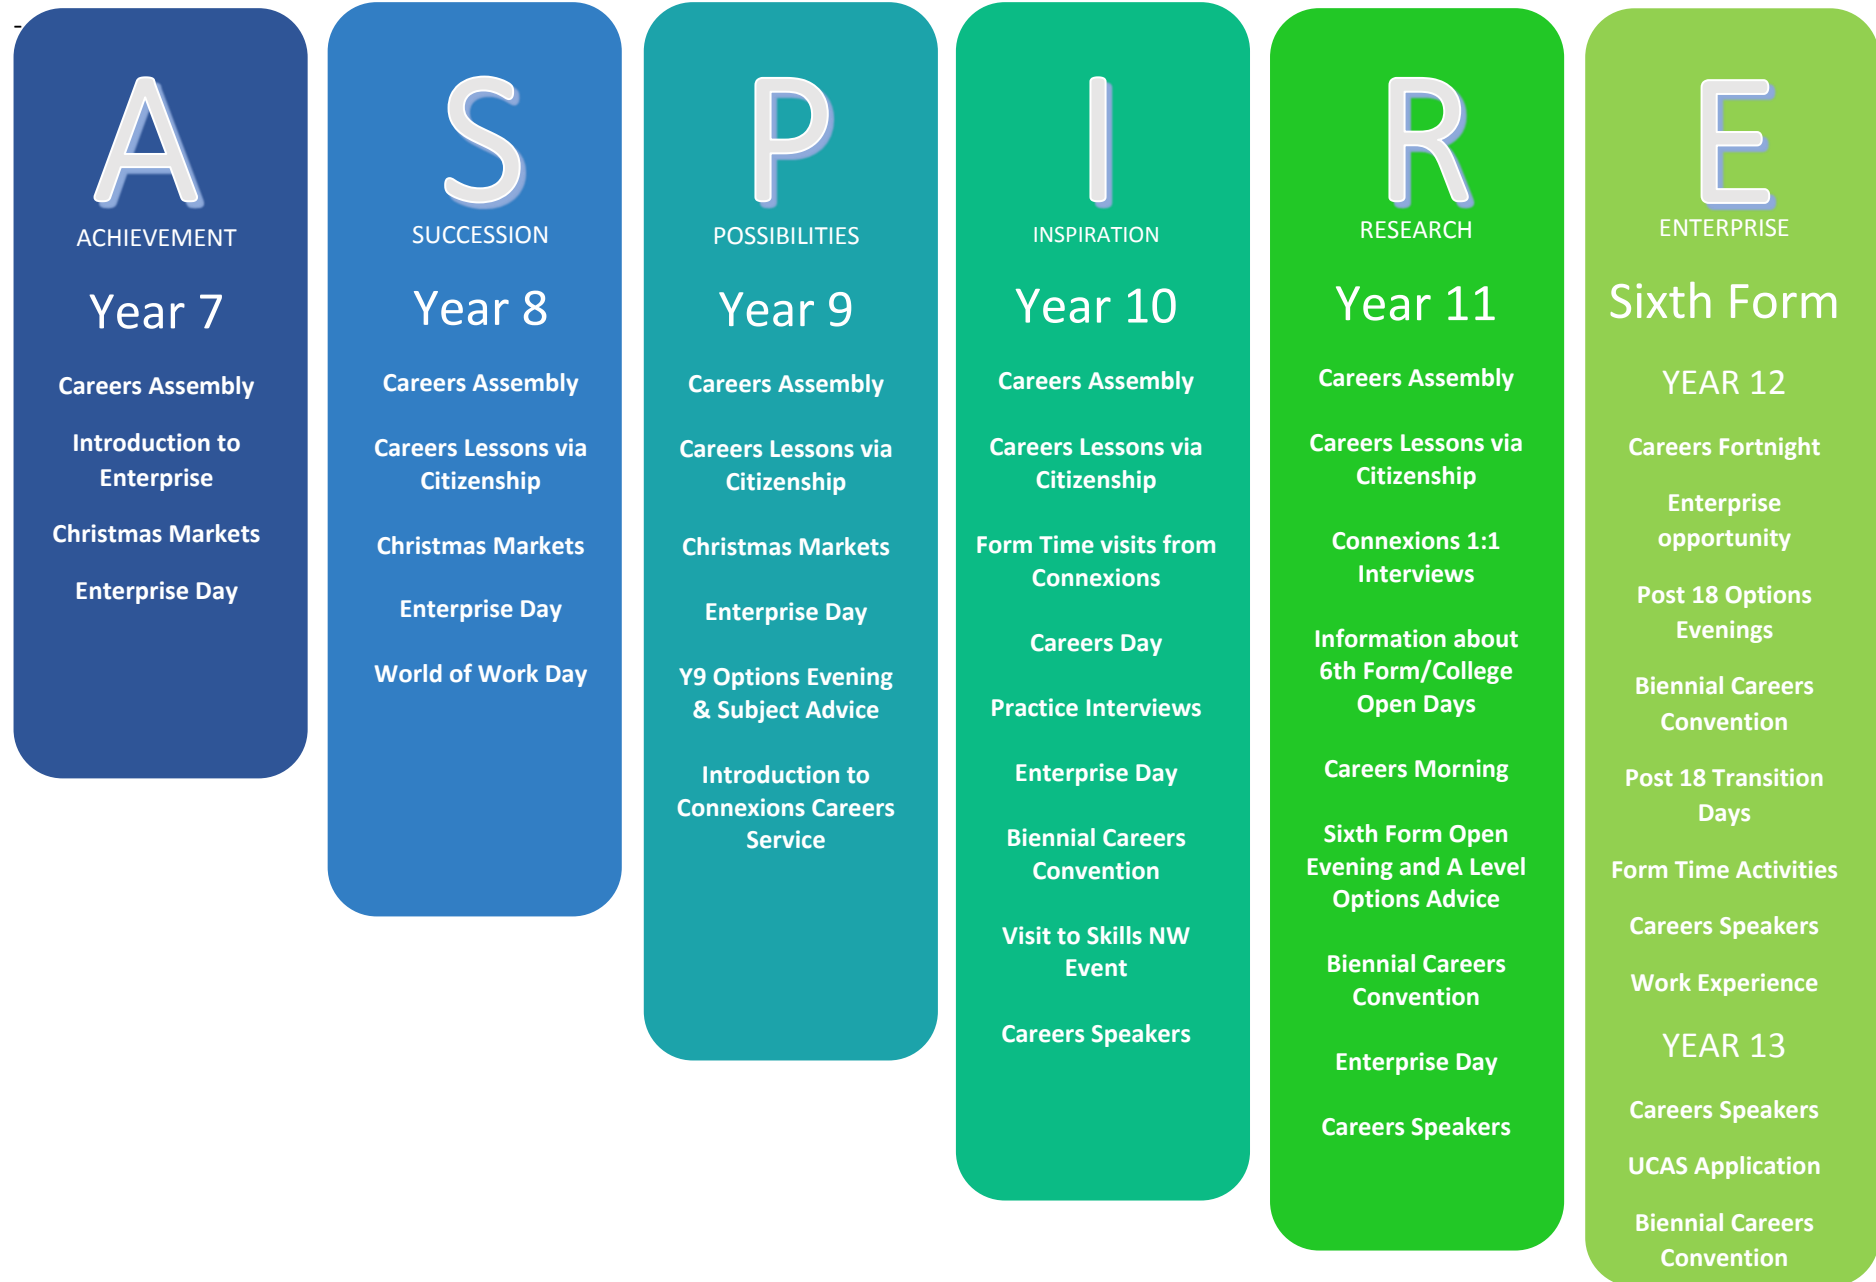 -
A
ACHIEVEMENT
Year 7
Careers Assembly
Introduction to
Enterprise
Christmas Markets
Enterprise Day
S
SUCCESSION
Year 8
Careers Assembly
Careers Lessons via
Citizenship
Christmas Markets
Enterprise Day
World of Work Day
P
POSSIBILITIES
Year 9
Careers Assembly
Careers Lessons via
Citizenship
Christmas Markets
Enterprise Day
Y9 Options Evening
& Subject Advice
Introduction to
Connexions Careers
Service
I
INSPIRATION
Year 10
Careers Assembly
Careers Lessons via
Citizenship
Form Time visits from
Connexions
Careers Day
Practice Interviews
Enterprise Day
Biennial Careers
Convention
Visit to Skills NW
Event
Careers Speakers
R
RESEARCH
Year 11
Careers Assembly
Careers Lessons via
Citizenship
Connexions 1:1
Interviews
Information about
6th Form/College
Open Days
Careers Morning
Sixth Form Open
Evening and A Level
Options Advice
Biennial Careers
Convention
Enterprise Day
Careers Speakers
E
ENTERPRISE
Sixth Form
YEAR 12
Careers Fortnight
Enterprise
opportunity
Post 18 Options
Evenings
Biennial Careers
Convention
Post 18 Transition
Days
Form Time Activities
Careers Speakers
Work Experience
YEAR 13
Careers Speakers
UCAS Application
Biennial Careers
Convention